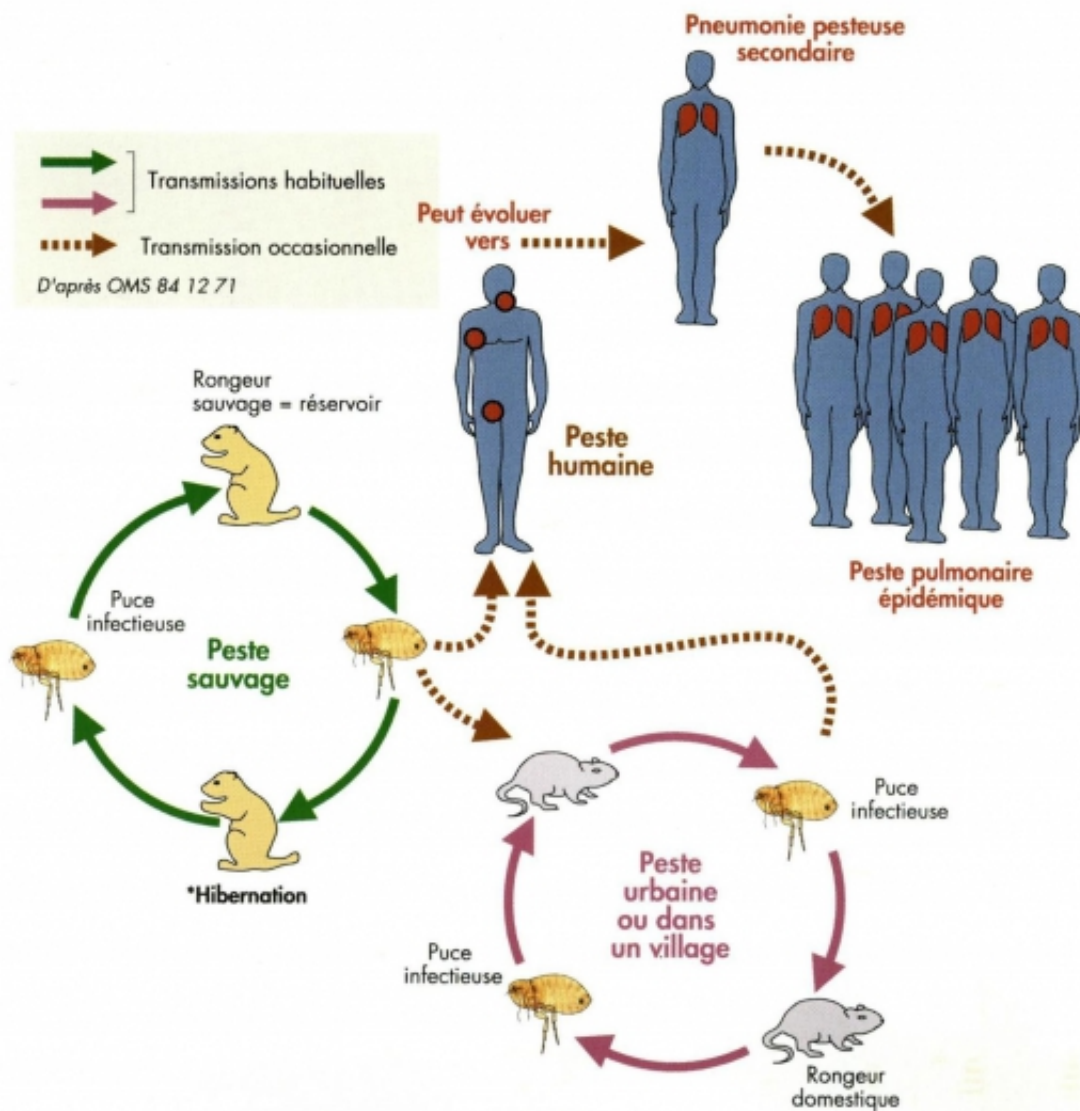 Pneumonie pesteuse
secondaire
Transmissions habituelles
Peut évoluer
vers
Transmission occasionnelle
D'après OMS 84 12 71
Rongeur
sauvage = réservoir
Peste
humaine
Puce
infectieuse
Peste
sauvage
Peste pulmonaire
épidémique
*Hibernation
Puce
infectieuse
Peste
urbaine
ou dans
un village
Puce
infectieuse
Rongeur
domestique